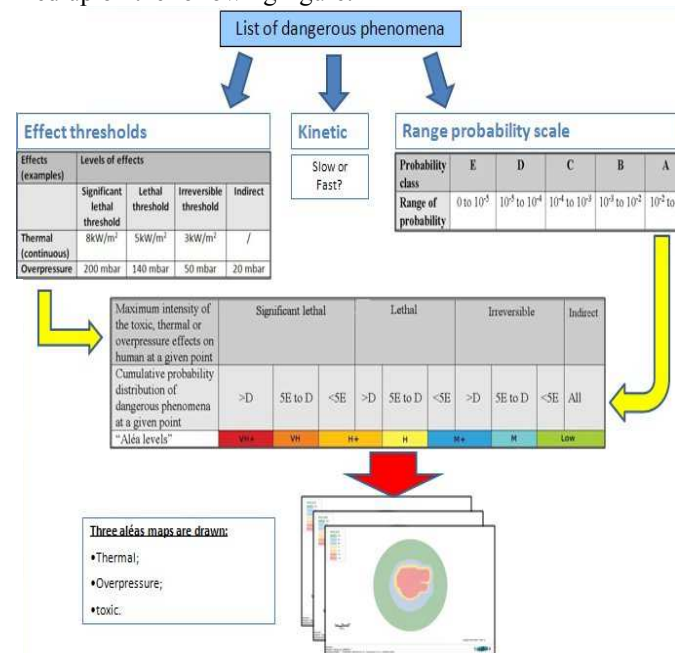 List of dangerous phenomena
Effect thresholds
Kinetic
Range probability scale
Slow or
Fast?
Effects
(examples)
Levels of effects
Significant
lethal
threshold
Lethal
threshold
Irreversible
threshold
Indirect
Thermal
(continuous)
8kW/m² 5kW/m² 3kW/m² /
Overpressure 200 mbar 140 mbar 50 mbar 20 mbar
Probability
class
E D C B A
Range of
probability
0 to 10⁻⁵ 10⁻⁵ to 10⁻⁴ 10⁻⁴ to 10⁻³ 10⁻³ to 10⁻² 10⁻² to
Maximum intensity of
the toxic, thermal or
overpressure effects on
human at a given point
Significant lethal Lethal Irreversible Indirect
Cumulative probability
distribution of
dangerous phenomena
at a given point
>D 5E to D <5E >D 5E to D <5E >D 5E to D <5E All
"Aléa levels" VH+ VH H+ H M+ M Low
Three aléas maps are drawn:
•Thermal;
•Overpressure;
•toxic.